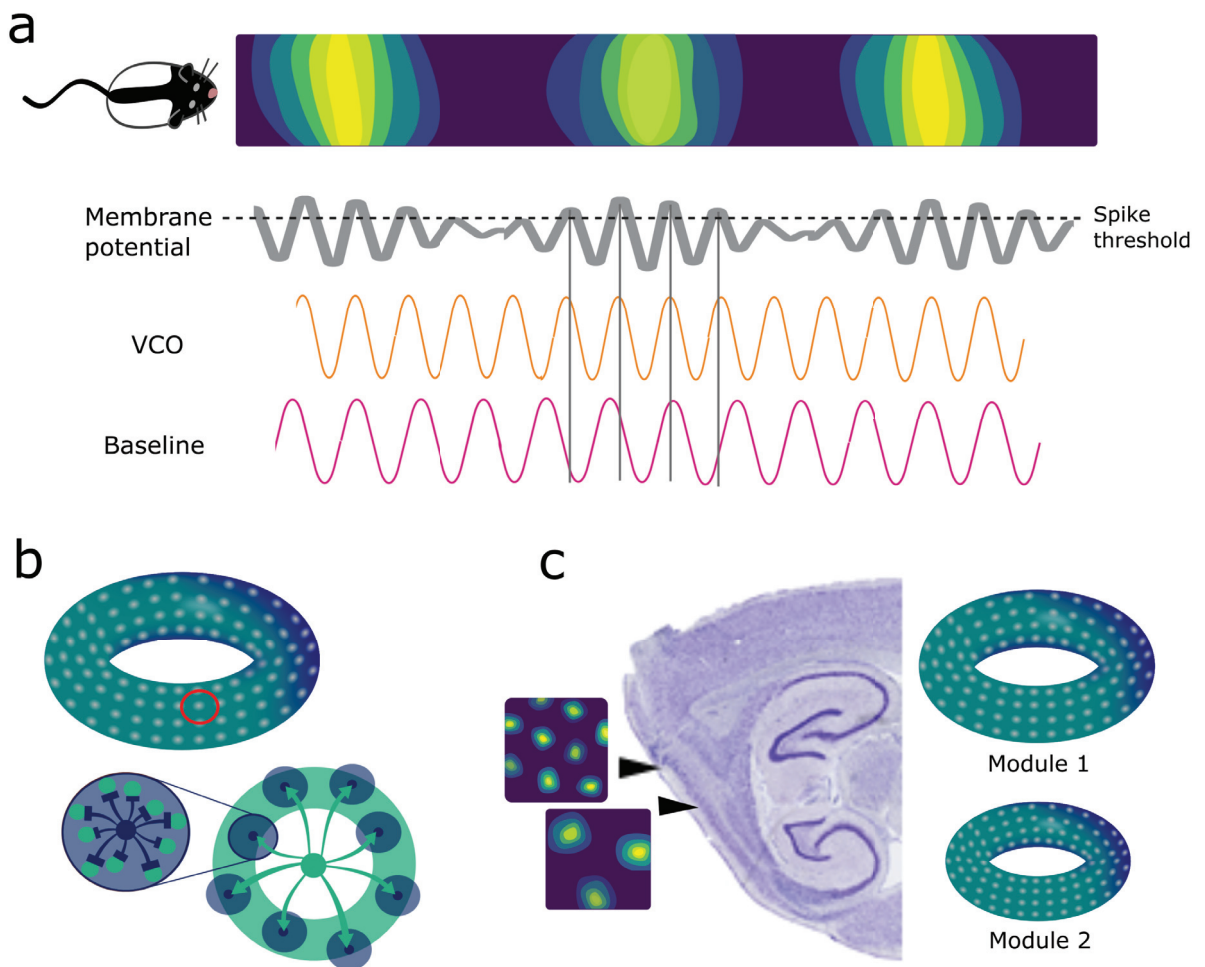 a
Membrane
potential
Spike
threshold
VCO
Baseline
b
c
Module 1
Module 2